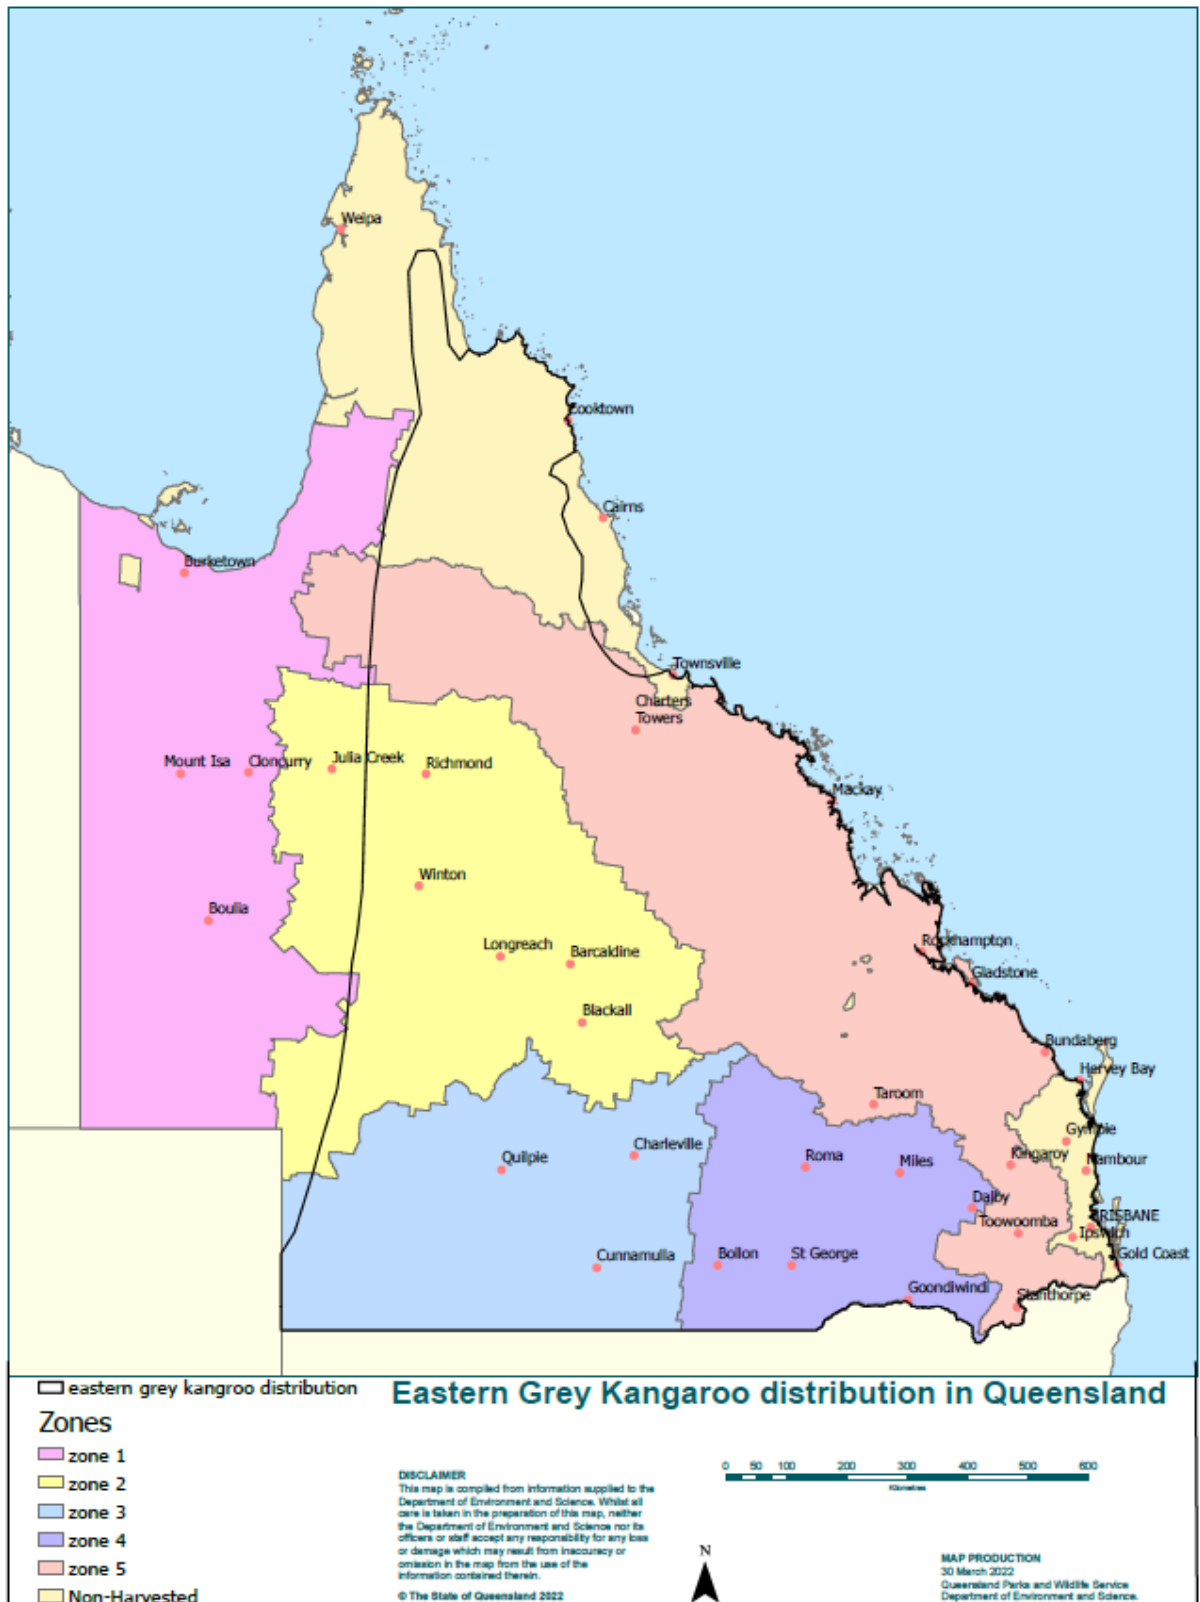 Weipa
Cooktown
Cairns
Burketown
Townsville
Charters
Towers
Mount Isa
Cloncurry
Julia Creek
Richmond
Mackay
Winton
Boulia
Longreach
Barcaldine
Rockhampton
Gladstone
Blackall
Bundaberg
Hervey Bay
Taroom
Gympie
Quilpie
Charleville
Roma
Miles
Kingaroy
Nambour
Dalby
Toowoomba
BRISBANE
Ipswich
Cunnamulla
Bollon
St George
Gold Coast
Goondiwindi
Stanthorpe
eastern grey kangroo distribution
Eastern Grey Kangaroo distribution in Queensland
Zones
zone 1
zone 2
zone 3
zone 4
zone 5
Non-Harvested
DISCLAIMER
This map is compiled from information supplied to the
Department of Environment and Science. Whilst all
care is taken in the preparation of this map, neither
the Department of Environment and Science nor its
officers or staff accept any responsibility for any loss
or damage which may result from inaccuracy or
omission in the map from the use of the
information contained therein.
© The State of Queensland 2022
0 50 100 200 300 400 500 600
Kilometres
N
MAP PRODUCTION
30 March 2022
Queensland Parks and Wildlife Service
Department of Environment and Science.